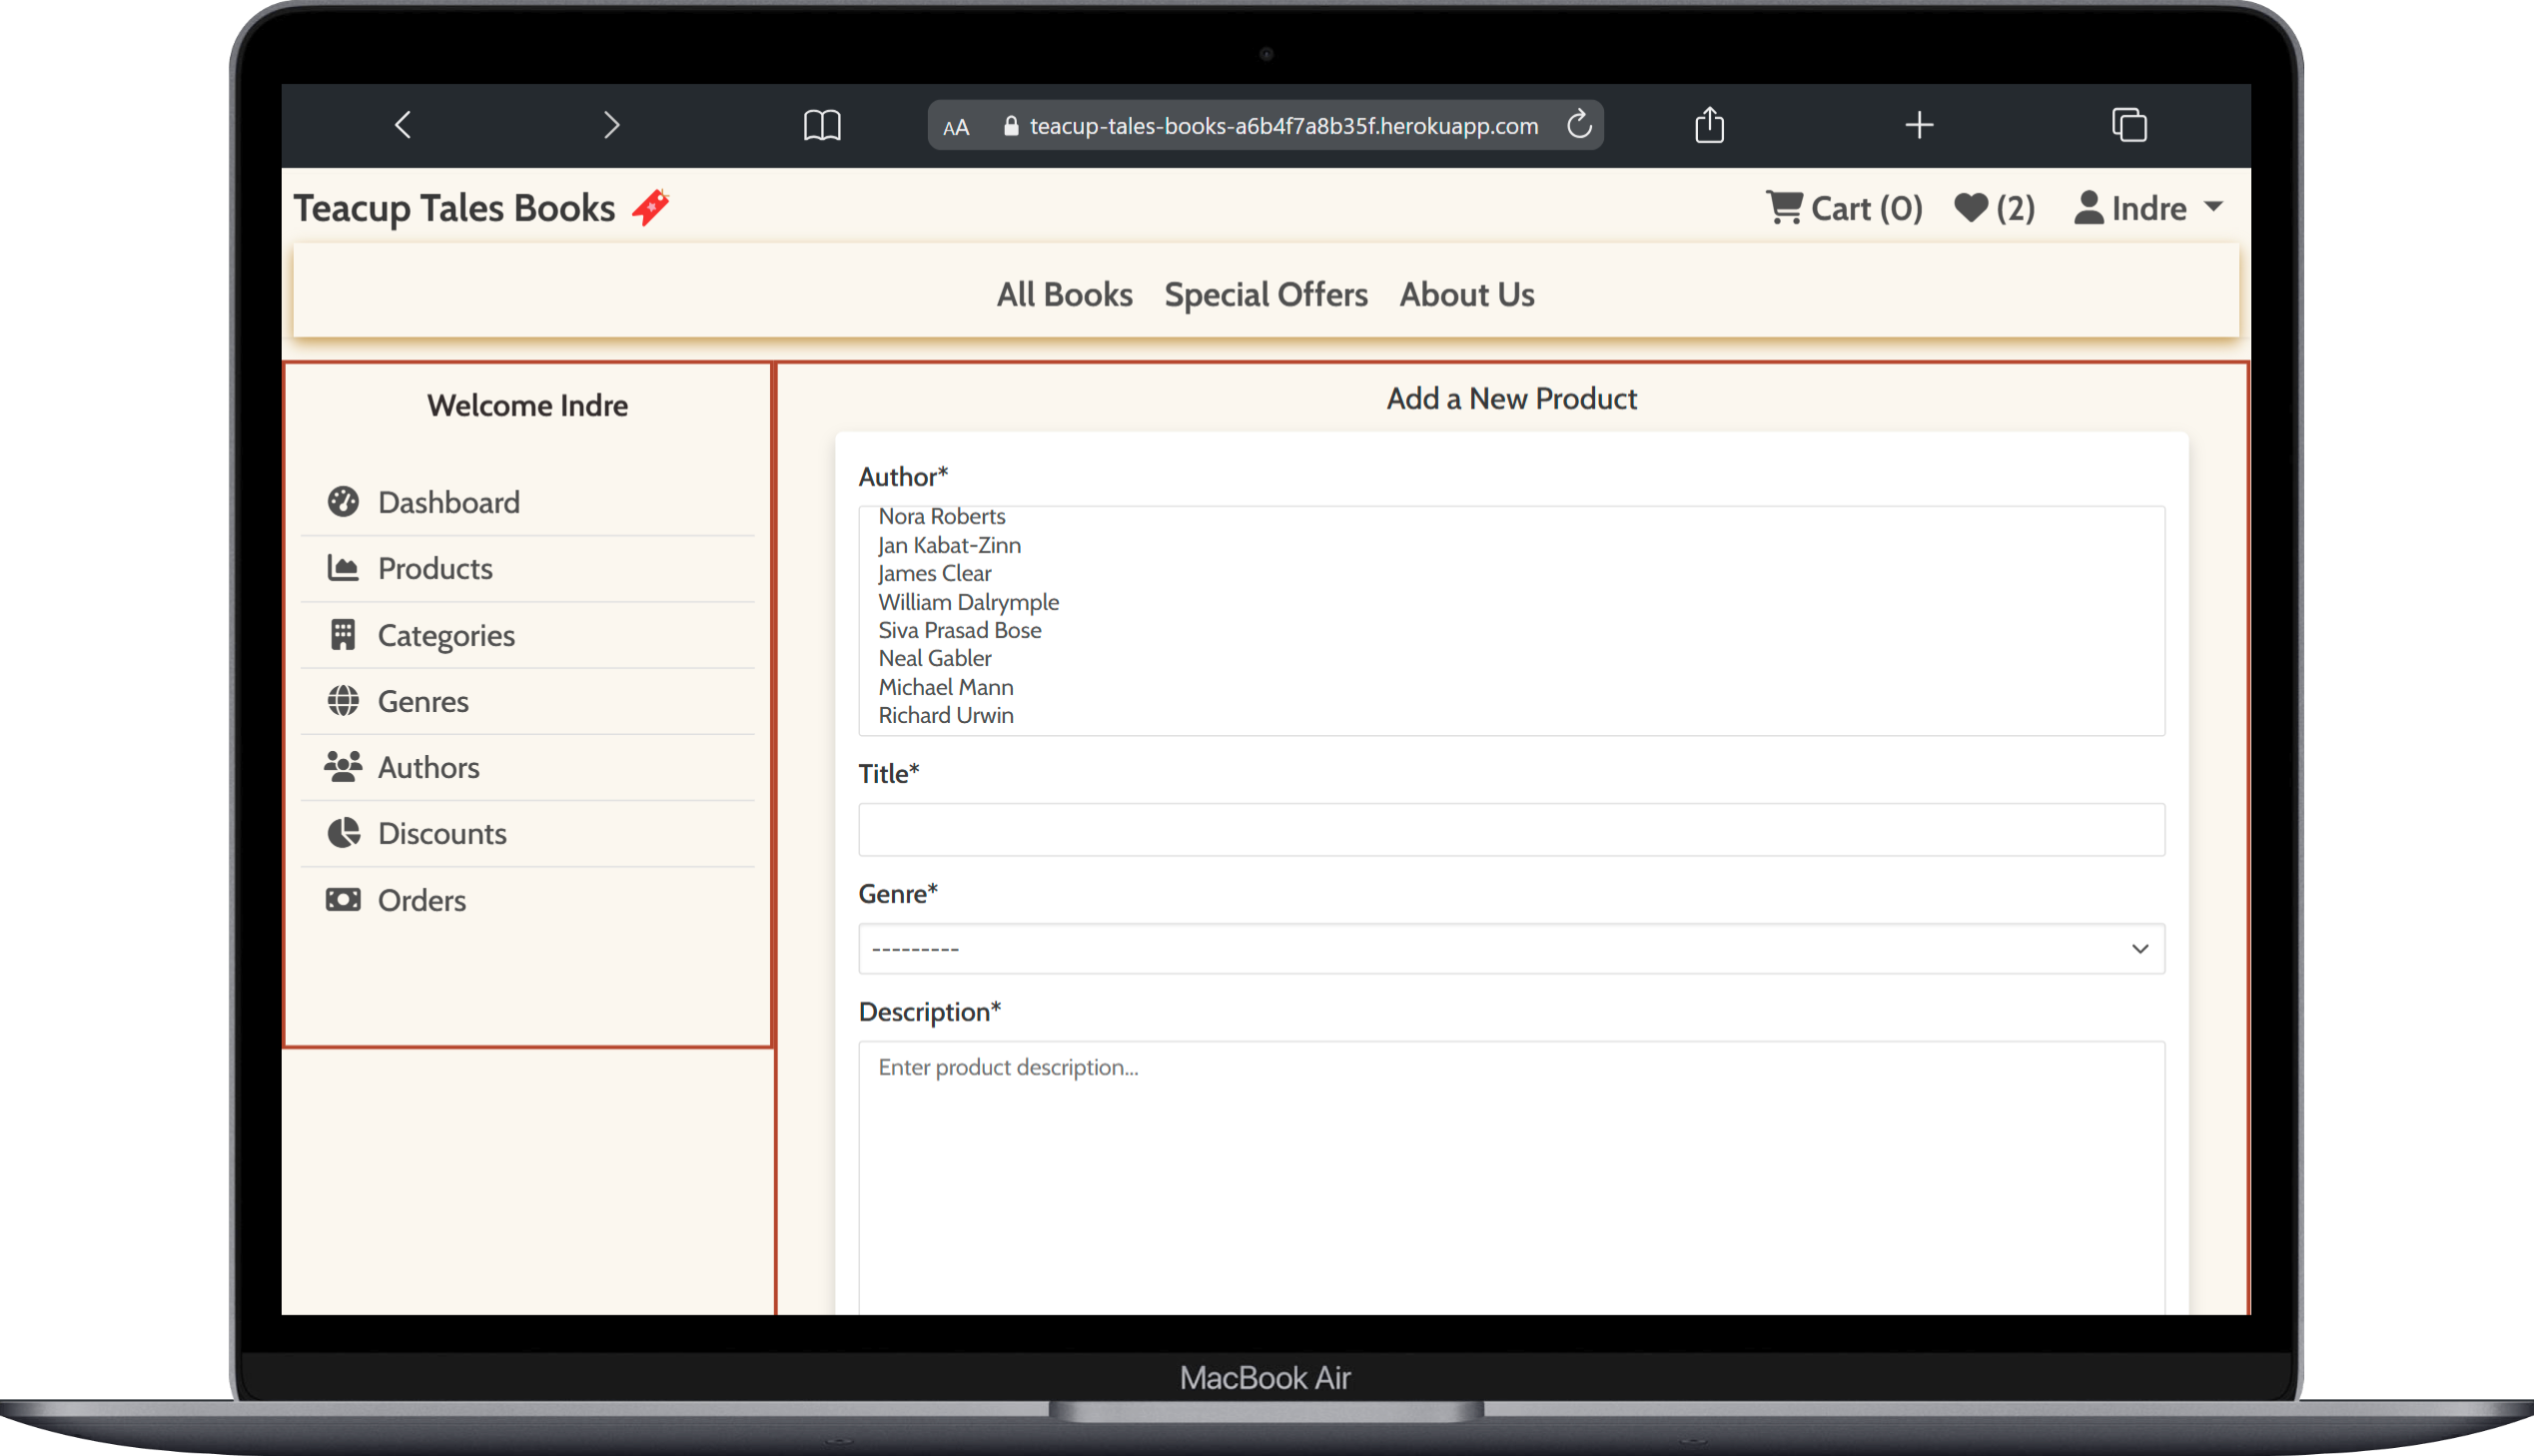 AA teacup-tales-books-a6b4f7a8b35f.herokuapp.com
Teacup Tales Books Cart (0) (2) Indre
All Books Special Offers About Us
Welcome Indre
Dashboard
Products
Categories
Genres
Authors
Discounts
Orders
Add a New Product
Author*
Nora Roberts
Jan Kabat-Zinn
James Clear
William Dalrymple
Siva Prasad Bose
Neal Gabler
Michael Mann
Richard Urwin
Title*
Genre*
---------
Description*
Enter product description...
MacBook Air